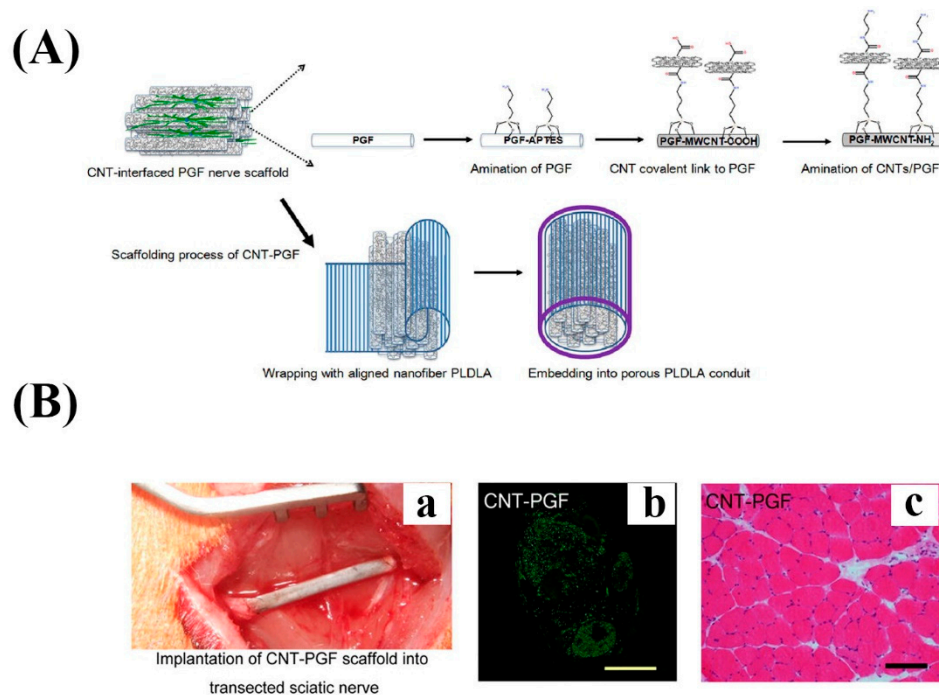 (A)
CNT-interfaced PGF nerve scaffold
PGF
PGF-APTES
PGF-MWCNT-COOH
PGF-MWCNT-NH2
Amination of PGF
CNT covalent link to PGF
Amination of CNTs/PGF
Scaffolding process of CNT-PGF
Wrapping with aligned nanofiber PLDLA
Embedding into porous PLDLA conduit
(B)
a
Implantation of CNT-PGF scaffold into
transected sciatic nerve
CNT-PGF
b
CNT-PGF
c